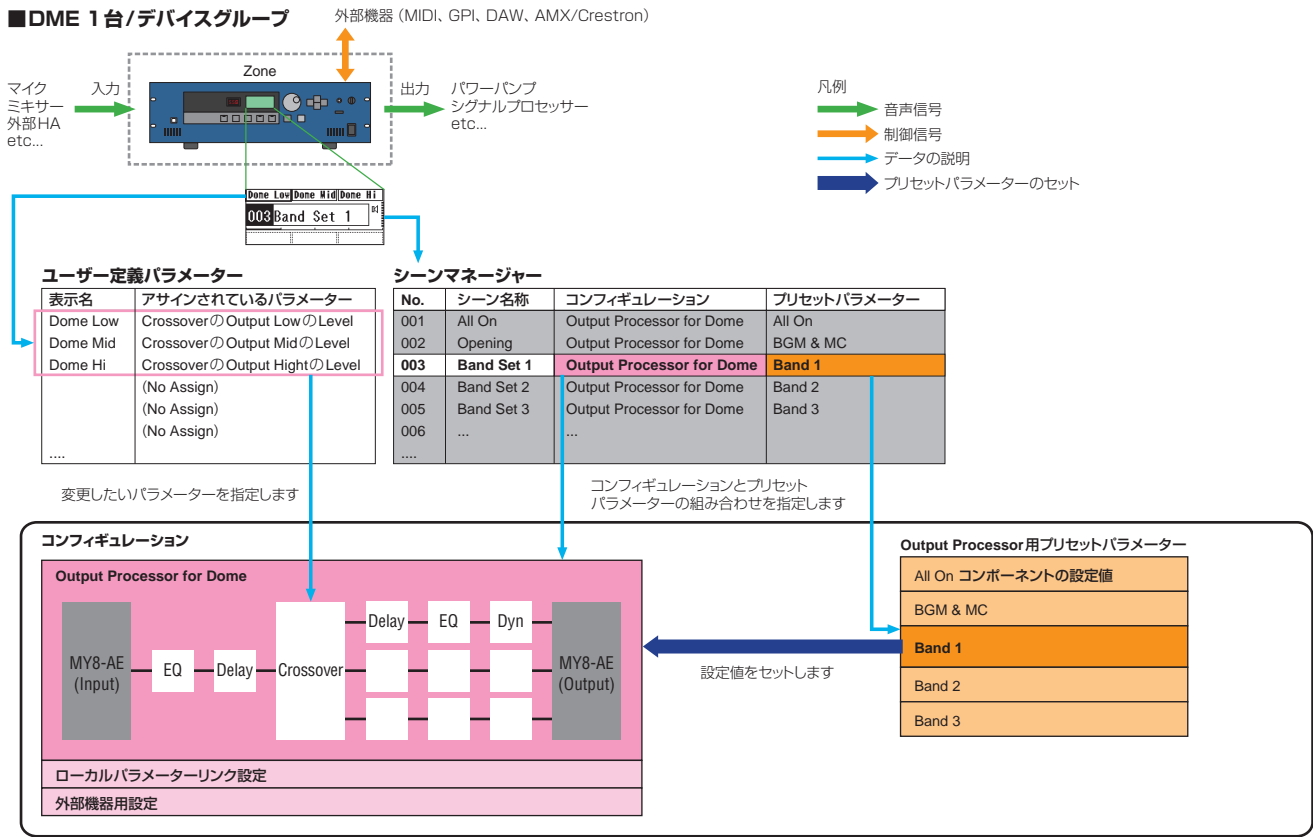 ■DME 1台/デバイスグループ
外部機器（MIDI、GPI、DAW、AMX/Crestron）
Zone
マイク
ミキサー
外部HA
etc...
入力
出力
パワーパンプ
シグナルプロセッサー
etc...
凡例
音声信号
制御信号
データの説明
プリセットパラメーターのセット
Done Low Done Mid Done Hi
003 Band Set 1
ユーザー定義パラメーター
表示名 アサインされているパラメーター
Dome Low CrossoverのOutput LowのLevel
Dome Mid CrossoverのOutput MidのLevel
Dome Hi CrossoverのOutput HightのLevel
(No Assign)
(No Assign)
(No Assign)
....
シーンマネージャー
No. シーン名称 コンフィギュレーション プリセットパラメーター
001 All On Output Processor for Dome All On
002 Opening Output Processor for Dome BGM & MC
003 Band Set 1 Output Processor for Dome Band 1
004 Band Set 2 Output Processor for Dome Band 2
005 Band Set 3 Output Processor for Dome Band 3
006 ... ...
....
変更したいパラメーターを指定します
コンフィギュレーションとプリセット
パラメーターの組み合わせを指定します
コンフィギュレーション
Output Processor for Dome
MY8-AE
(Input)
EQ
Delay
Crossover
Delay
EQ
Dyn
MY8-AE
(Output)
ローカルパラメーターリンク設定
外部機器用設定
設定値をセットします
Output Processor用プリセットパラメーター
All On コンポーネントの設定値
BGM & MC
Band 1
Band 2
Band 3